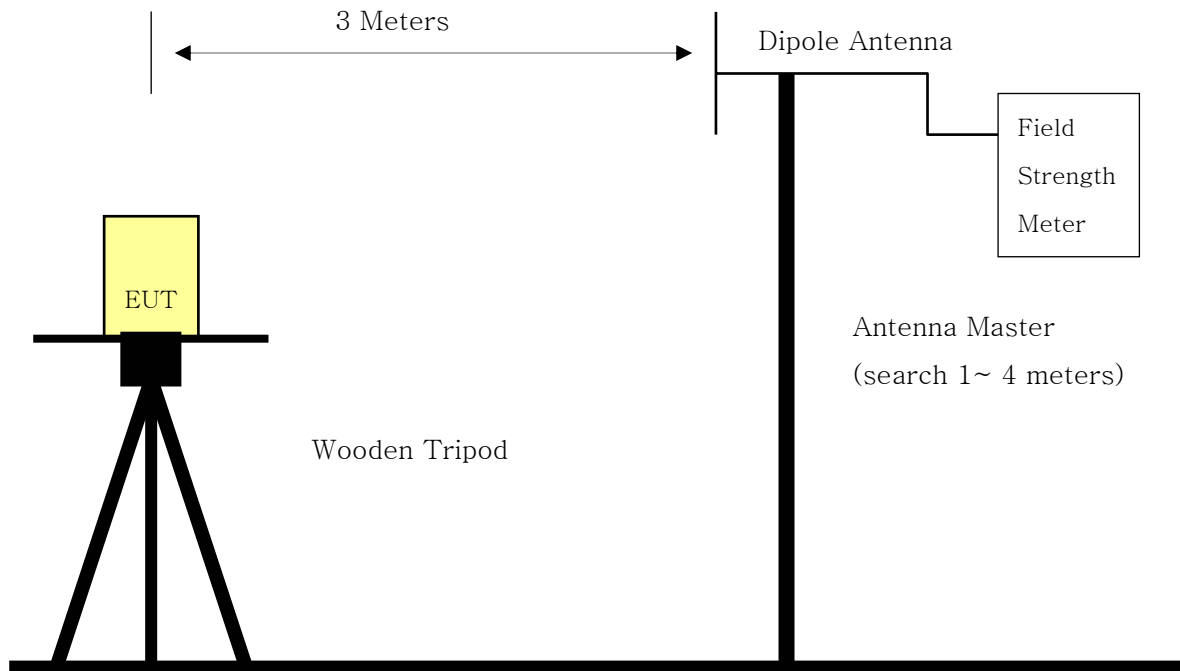 3 Meters
Dipole Antenna
Field
Strength
Meter
EUT
Antenna Master
(search 1~ 4 meters)
Wooden Tripod